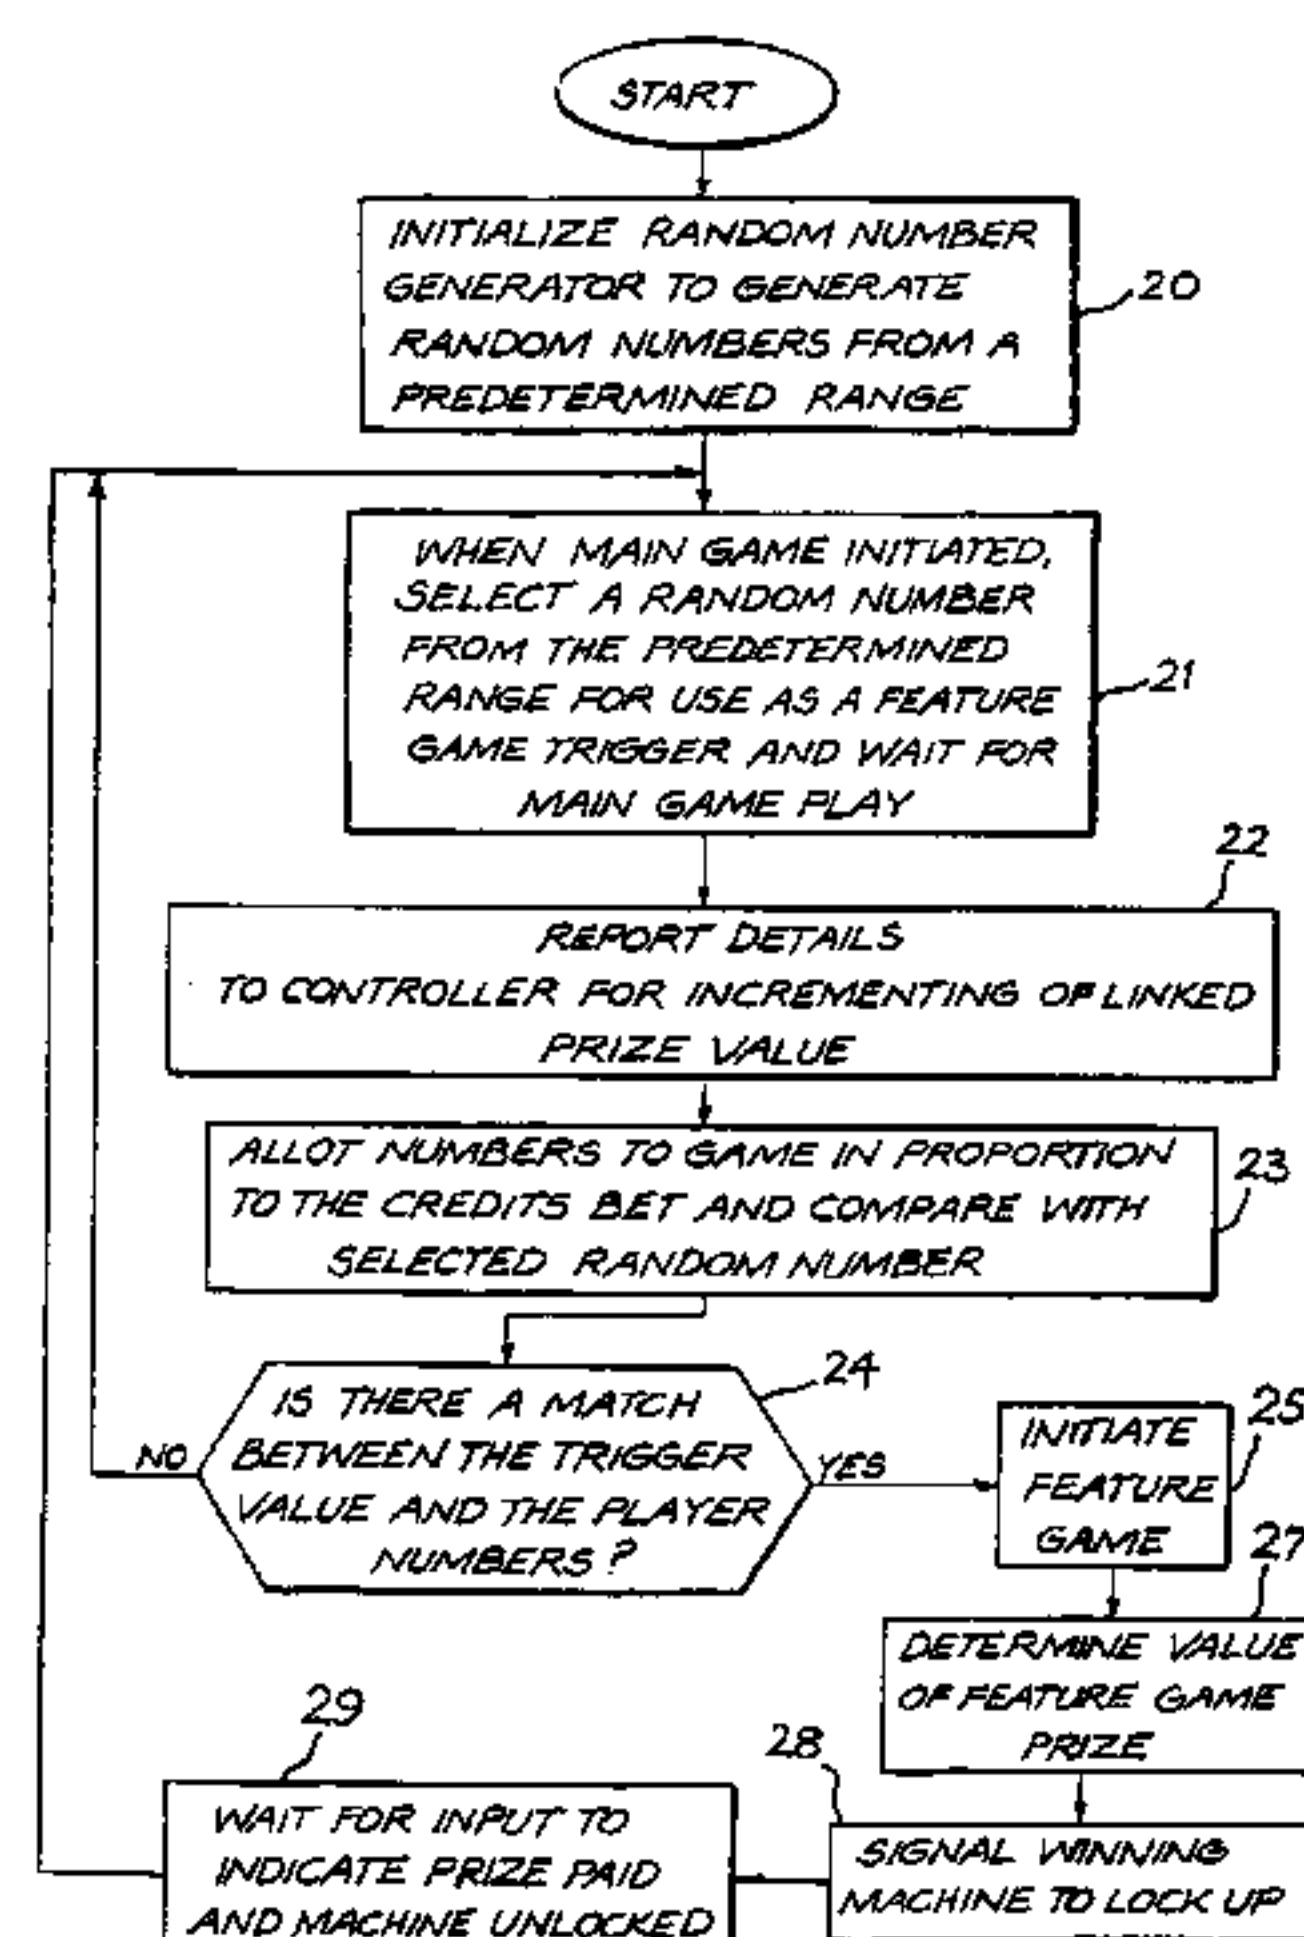 START
INITIALIZE RANDOM NUMBER
GENERATOR TO GENERATE
RANDOM NUMBERS FROM A
PREDETERMINED RANGE
20
WHEN MAIN GAME INITIATED,
SELECT A RANDOM NUMBER
FROM THE PREDETERMINED
RANGE FOR USE AS A FEATURE
GAME TRIGGER AND WAIT FOR
MAIN GAME PLAY
21
22
REPORT DETAILS
TO CONTROLLER FOR INCREMENTING OF LINKED
PRIZE VALUE
ALLOT NUMBERS TO GAME IN PROPORTION
TO THE CREDITS BET AND COMPARE WITH
SELECTED RANDOM NUMBER
23
24
IS THERE A MATCH
BETWEEN THE TRIGGER
VALUE AND THE PLAYER
NUMBERS?
NO
YES
25
INITIATE
FEATURE
GAME
27
DETERMINE VALUE
OF FEATURE GAME
PRIZE
28
SIGNAL WINNING
MACHINE TO LOCK UP
29
WAIT FOR INPUT TO
INDICATE PRIZE PAID
AND MACHINE UNLOCKED